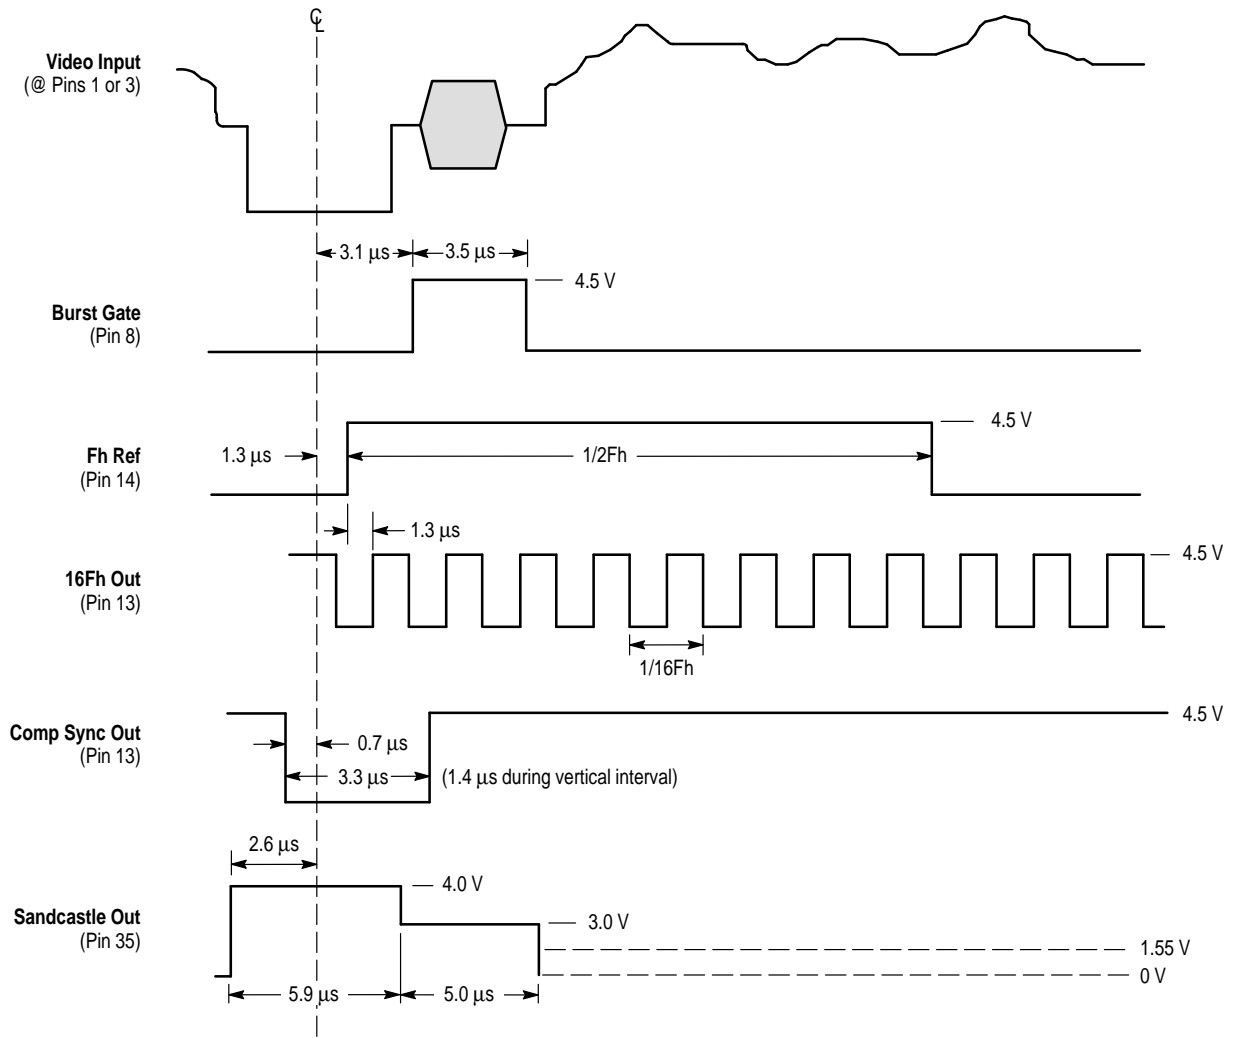 ℄
Video Input
(@ Pins 1 or 3)
3.1 μs
3.5 μs
4.5 V
Burst Gate
(Pin 8)
4.5 V
1.3 μs
Fh Ref
(Pin 14)
1/2Fh
1.3 μs
4.5 V
16Fh Out
(Pin 13)
1/16Fh
4.5 V
Comp Sync Out
(Pin 13)
0.7 μs
3.3 μs
(1.4 μs during vertical interval)
2.6 μs
4.0 V
Sandcastle Out
(Pin 35)
3.0 V
1.55 V
0 V
5.9 μs
5.0 μs